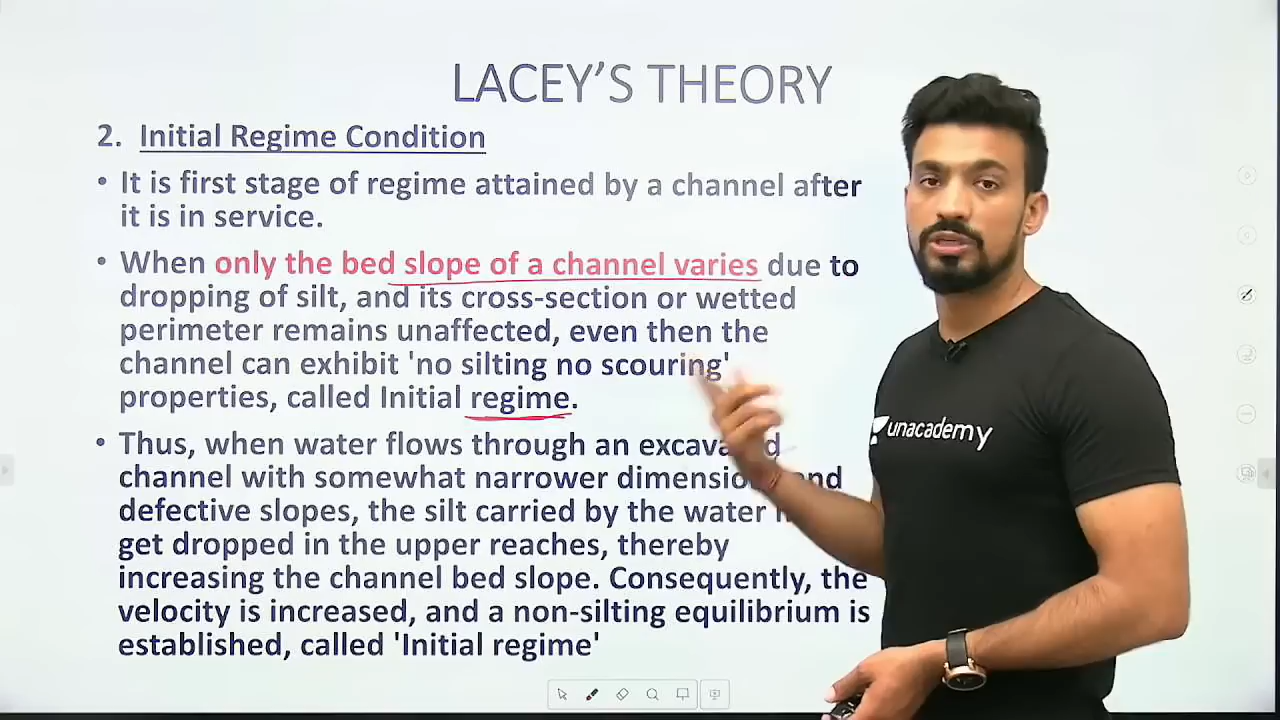 LACEY'S THEORY
2. Initial Regime Condition
• It is first stage of regime attained by a channel after
it is in service.
• When only the bed slope of a channel varies due to
dropping of silt, and its cross-section or wetted
perimeter remains unaffected, even then the
channel can exhibit 'no silting no scouring'
properties, called Initial regime.
• Thus, when water flows through an
channel with somewhat narrower and
defective slopes, the silt carried by the water
get dropped in the upper reaches, thereby
increasing the channel bed slope. Consequently, the
velocity is increased, and a non-silting equilibrium is
established, called 'Initial regime'
unacademy